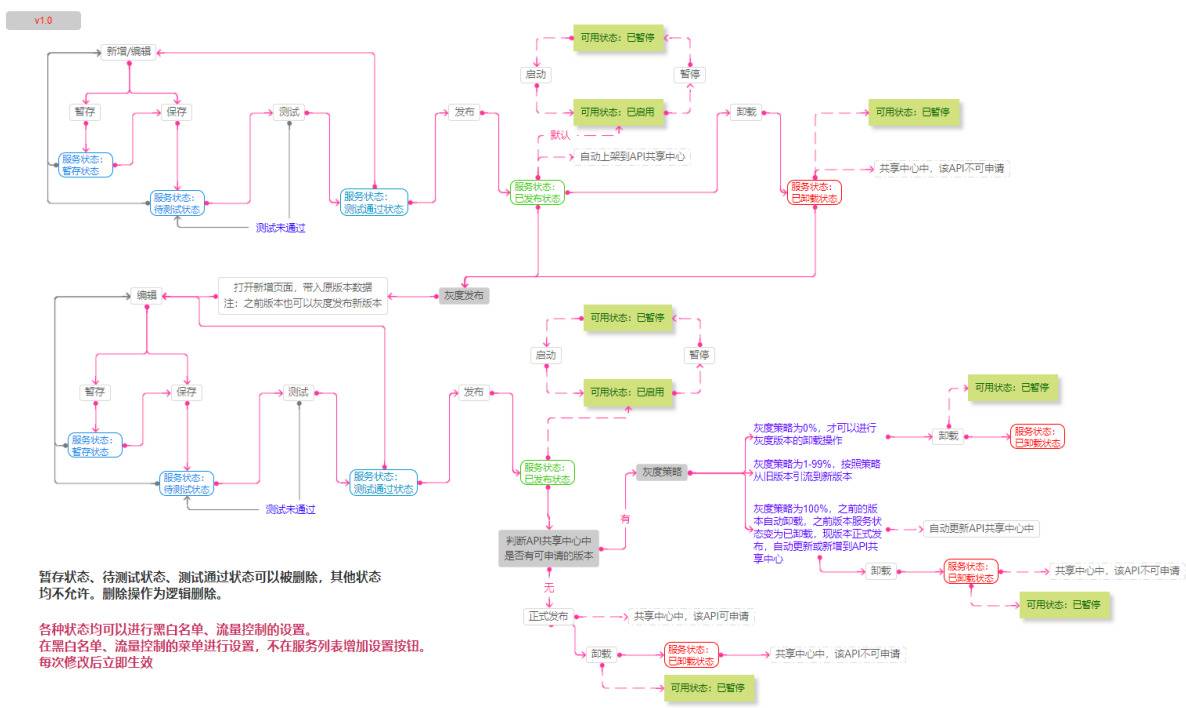 v1.0
新增/编辑
暂存
保存
服务状态：
暂存状态
服务状态：
待测试状态
测试
测试未通过
服务状态：
测试通过状态
发布
可用状态：已暂停
启动
暂停
可用状态：已启用
默认
自动上架到API共享中心
服务状态：
已发布状态
卸载
可用状态：已暂停
共享中心中，该API不可申请
服务状态：
已卸载状态
灰度发布
打开新增页面，带入原版本数据
注：之前版本也可以灰度发布新版本
编辑
暂存
保存
服务状态：
暂存状态
服务状态：
待测试状态
测试
测试未通过
服务状态：
测试通过状态
发布
可用状态：已暂停
启动
暂停
可用状态：已启用
服务状态：
已发布状态
判断API共享中心中
是否有可申请的版本
有
灰度策略
灰度策略为0%，才可以进行
灰度版本的卸载操作
卸载
可用状态：已暂停
服务状态：
已卸载状态
灰度策略为1-99%，按照策略
从旧版本引流到新版本
灰度策略为100%，之前的版
本自动卸载，之前版本服务状
态变为已卸载，现版本正式发
布，自动更新或新增到API共
享中心
自动更新API共享中心中
卸载
服务状态：
已卸载状态
共享中心中，该API不可申请
可用状态：已暂停
无
正式发布
共享中心中，该API可申请
卸载
服务状态：
已卸载状态
共享中心中，该API不可申请
可用状态：已暂停
暂存状态、待测试状态、测试通过状态可以被删除，其他状态
均不允许。删除操作为逻辑删除。
各种状态均可以进行黑白名单、流量控制的设置。
在黑白名单、流量控制的菜单进行设置，不在服务列表增加设置按钮。
每次修改后立即生效